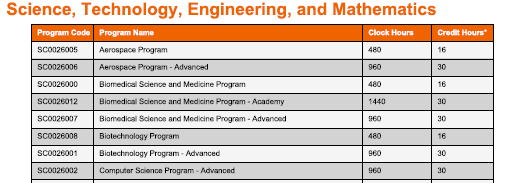 Science, Technology, Engineering, and Mathematics
Program Code Program Name Clock Hours Credit Hours*
SC0026005 Aerospace Program 480 16
SC0026006 Aerospace Program - Advanced 960 30
SC0026000 Biomedical Science and Medicine Program 480 16
SC0026012 Biomedical Science and Medicine Program - Academy 1440 30
SC0026007 Biomedical Science and Medicine Program - Advanced 960 30
SC0026008 Biotechnology Program 480 16
SC0026001 Biotechnology Program - Advanced 960 30
SC0026002 Computer Science Program - Advanced 960 30